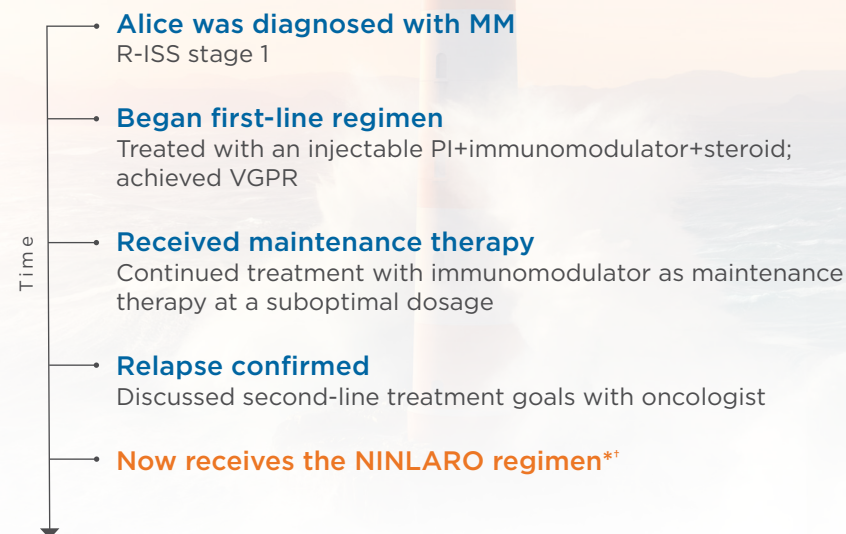 Alice was diagnosed with MM
R-ISS stage 1
Began first-line regimen
Treated with an injectable PI+immunomodulator+steroid;
achieved VGPR
Time
Received maintenance therapy
Continued treatment with immunomodulator as maintenance
therapy at a suboptimal dosage
Relapse confirmed
Discussed second-line treatment goals with oncologist
Now receives the NINLARO regimen*†